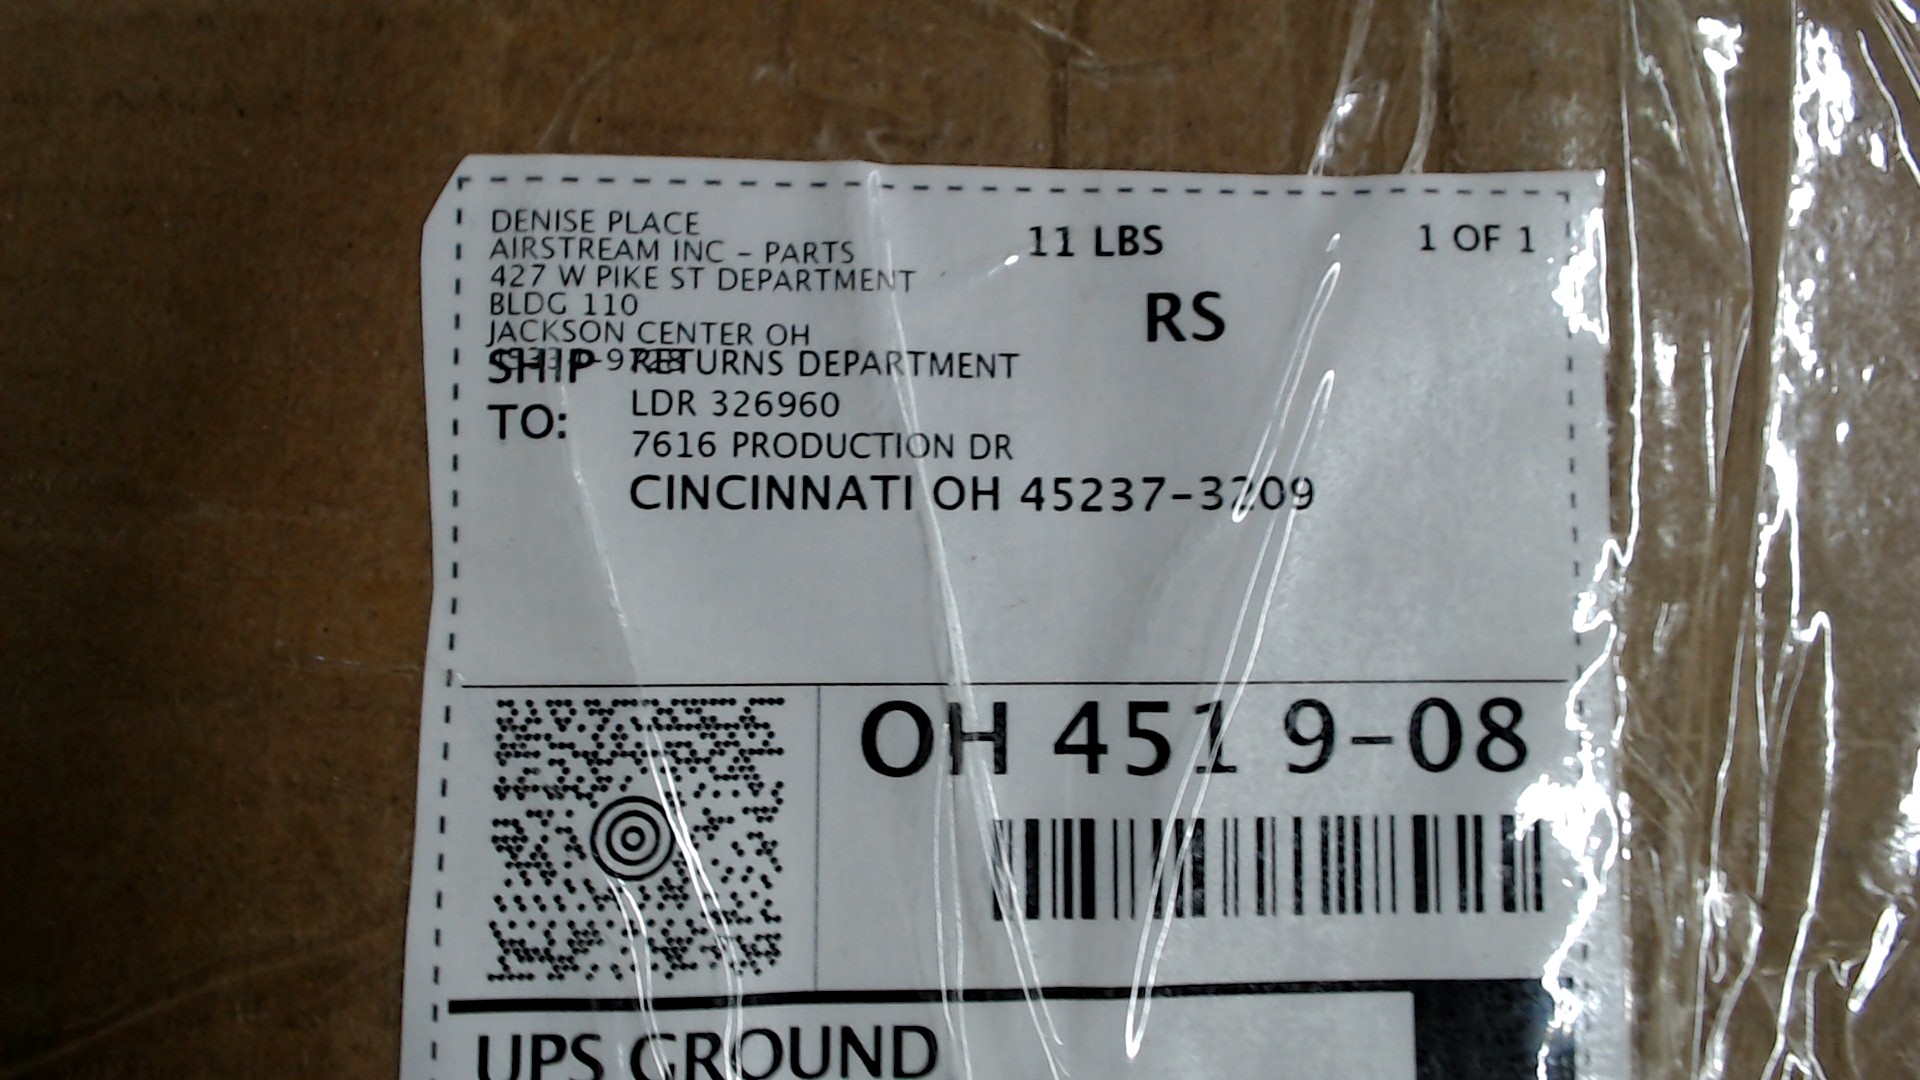 DENISE PLACE
AIRSTREAM INC - PARTS
427 W PIKE ST DEPARTMENT
BLDG 110
JACKSON CENTER OH
11 LBS
1 OF 1
RS
SHIP TO:
RETURNS DEPARTMENT
LDR 326960
7616 PRODUCTION DR
CINCINNATI OH 45237-3209
OH 451 9-08
UPS GROUND